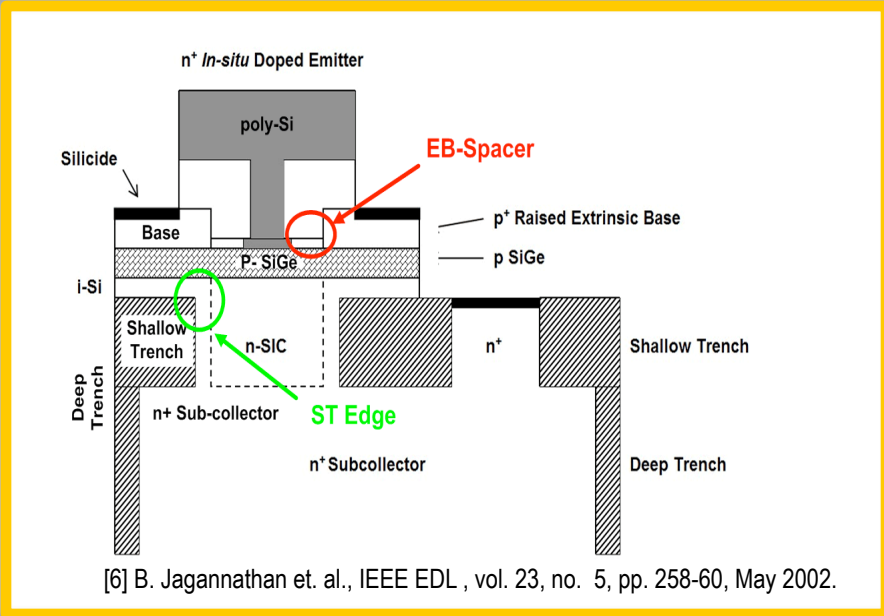 n⁺ In-situ Doped Emitter
poly-Si
EB-Spacer
Silicide
Base
p⁺ Raised Extrinsic Base
P- SiGe
p SiGe
i-Si
Shallow
Trench
n-SIC
n⁺
Shallow Trench
Deep
Trench
n+ Sub-collector
ST Edge
n⁺ Subcollector
Deep Trench
[6] B. Jagannathan et. al., IEEE EDL , vol. 23, no. 5, pp. 258-60, May 2002.